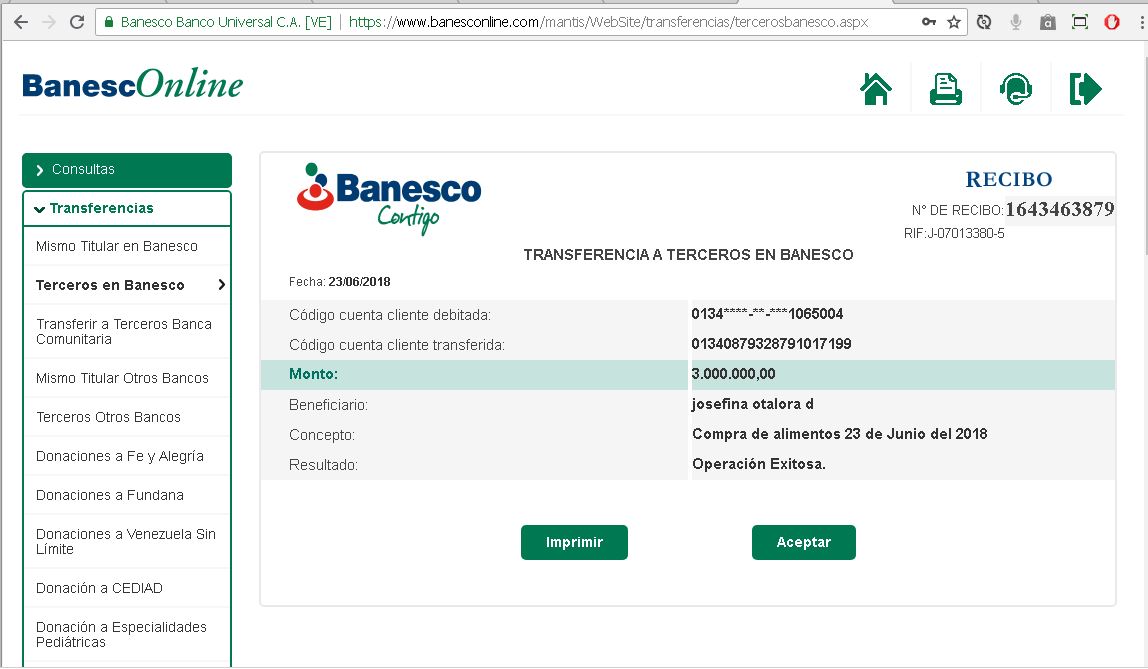 Banesco Banco Universal C.A. [VE] | https://www.banesconline.com/mantis/WebSite/transferencias/tercerosbanesco.aspx
BanescOnline
Consultas
Transferencias
Mismo Titular en Banesco
Terceros en Banesco
Transferir a Terceros Banca
Comunitaria
Mismo Titular Otros Bancos
Terceros Otros Bancos
Donaciones a Fe y Alegría
Donaciones a Fundana
Donaciones a Venezuela Sin
Límite
Donación a CEDIAD
Donación a Especialidades
Pediátricas
Banesco
Contigo
RECIBO
N° DE RECIBO: 1643463879
RIF:J-07013380-5
TRANSFERENCIA A TERCEROS EN BANESCO
Fecha: 23/06/2018
Código cuenta cliente debitada: 0134****-**-***1065004
Código cuenta cliente transferida: 01340879328791017199
Monto: 3.000.000,00
Beneficiario: josefina otalora d
Concepto: Compra de alimentos 23 de Junio del 2018
Resultado: Operación Exitosa.
Imprimir Aceptar